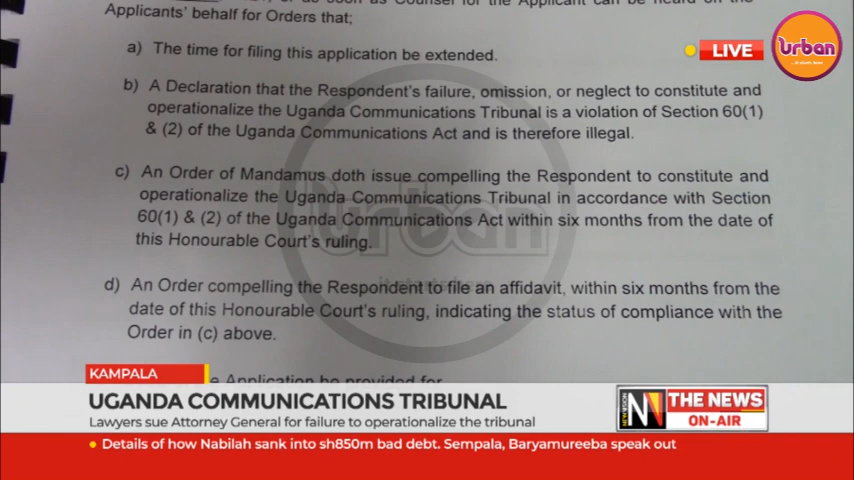 Applicants' behalf for Orders that;
a) The time for filing this application be extended.
b) A Declaration that the Respondent's failure, omission, or neglect to constitute and
operationalize the Uganda Communications Tribunal is a violation of Section 60(1)
& (2) of the Uganda Communications Act and is therefore illegal.
c) An Order of Mandamus doth issue compelling the Respondent to constitute and
operationalize the Uganda Communications Tribunal in accordance with Section
60(1) & (2) of the Uganda Communications Act within six months from the date of
this Honourable Court's ruling.
d) An Order compelling the Respondent to file an affidavit, within six months from the
date of this Honourable Court's ruling, indicating the status of compliance with the
Order in (c) above.
Application be provided for
LIVE
urban
urban
KAMPALA
UGANDA COMMUNICATIONS TRIBUNAL
Lawyers sue Attorney General for failure to operationalize the tribunal
N
THE NEWS
ON-AIR
Details of how Nabilah sank into sh850m bad debt. Sempala, Baryamureeba speak out